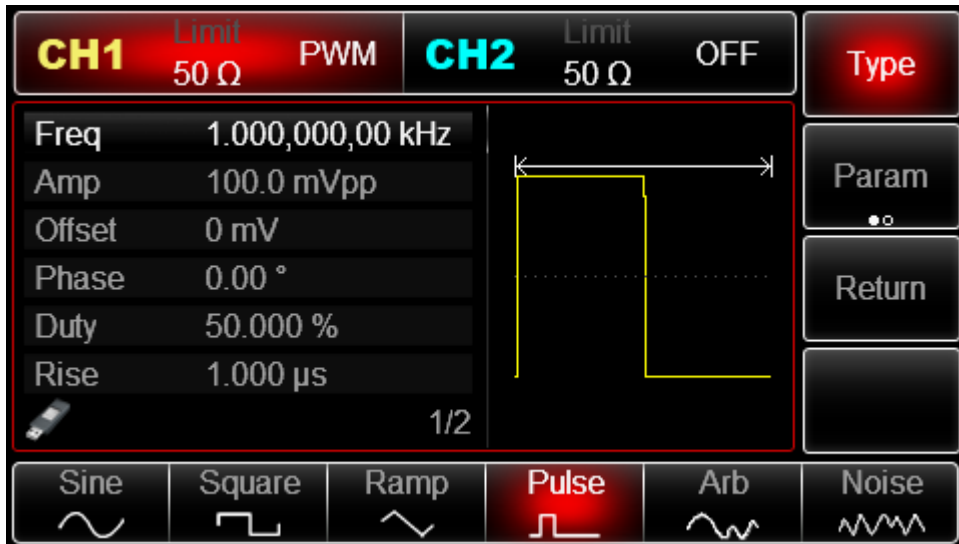 CH1 Limit 50 Ω PWM CH2 Limit 50 Ω OFF
Type
Freq 1.000,000,00 kHz
Amp 100.0 mVpp
Offset 0 mV
Phase 0.00 °
Duty 50.000 %
Rise 1.000 µs
1/2
Param
Return
Sine Square Ramp Pulse Arb Noise